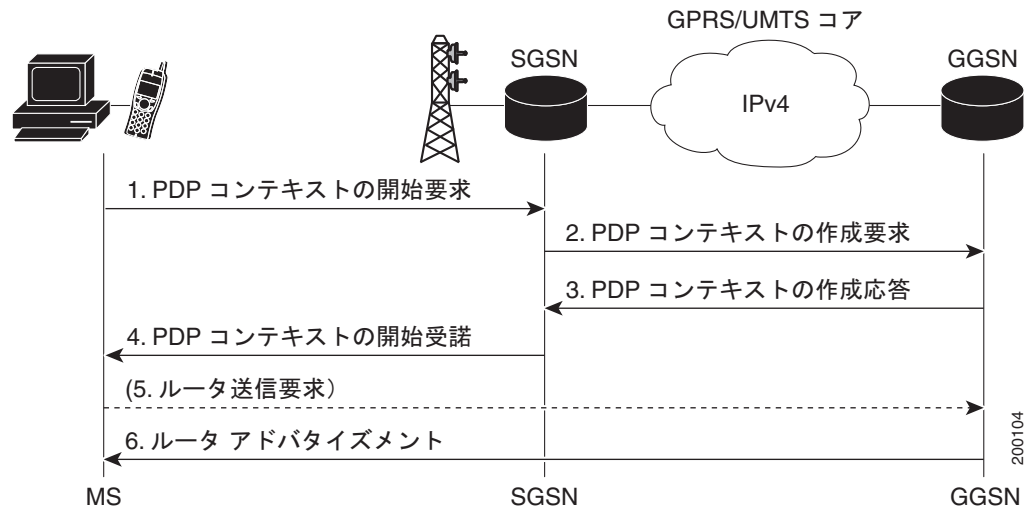 GPRS/UMTS コア
SGSN
GGSN
IPv4
1. PDP コンテキストの開始要求
2. PDP コンテキストの作成要求
3. PDP コンテキストの作成応答
4. PDP コンテキストの開始受諾
(5. ルータ送信要求）
6. ルータ アドバタイズメント
200104
MS
SGSN
GGSN